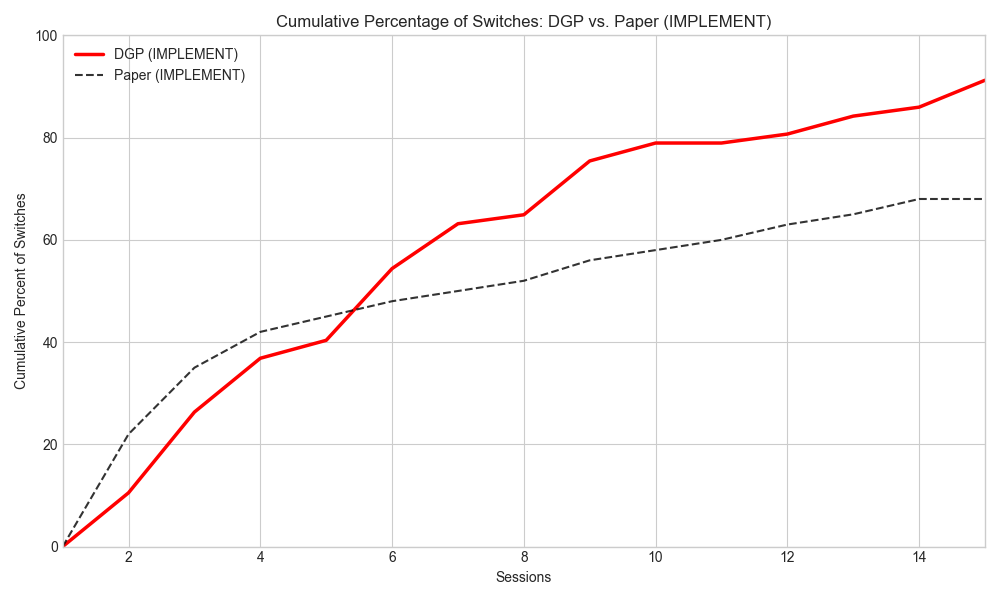 Cumulative Percentage of Switches: DGP vs. Paper (IMPLEMENT)
DGP (IMPLEMENT)
Paper (IMPLEMENT)
Cumulative Percent of Switches
100
80
60
40
20
0
2 4 6 8 10 12 14
Sessions